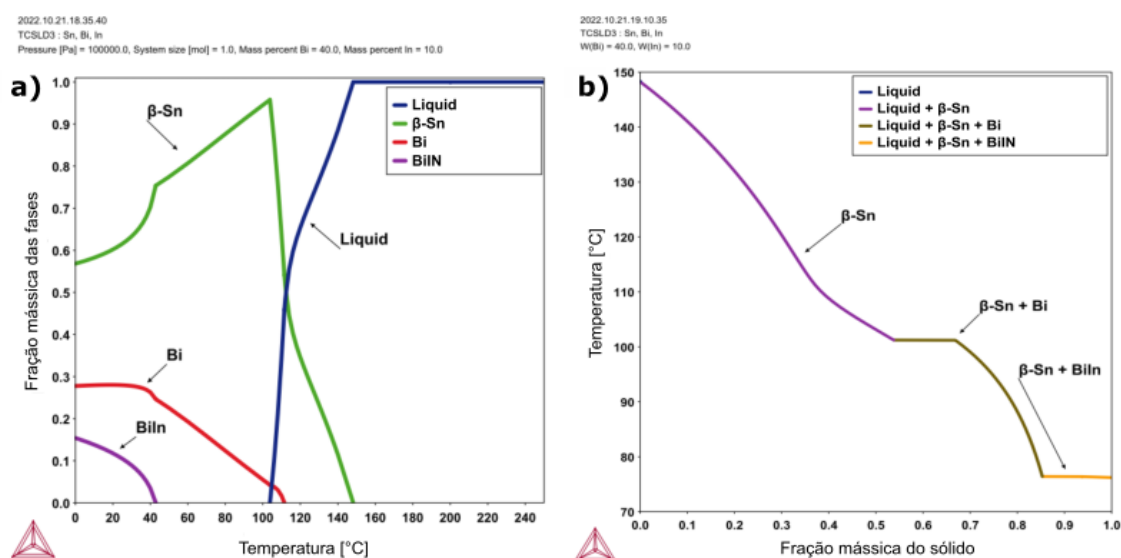 2022.10.21.18.35.40
TCSLD3 : Sn, Bi, In
Pressure [Pa] = 100000.0, System size [mol] = 1.0, Mass percent Bi = 40.0, Mass percent In = 10.0
a)
1.0
0.9
0.8
0.7
0.6
0.5
0.4
0.3
0.2
0.1
0.0
Fração mássica das fases
β-Sn
Liquid
β-Sn
Bi
BiIN
Liquid
Bi
BiIn
0 20 40 60 80 100 120 140 160 180 200 220 240
Temperatura [°C]
2022.10.21.19.10.35
TCSLD3 : Sn, Bi, In
W(Bi) = 40.0, W(In) = 10.0
b)
150
140
130
120
110
100
90
80
70
Temperatura [°C]
Liquid
Liquid + β-Sn
Liquid + β-Sn + Bi
Liquid + β-Sn + BiIN
β-Sn
β-Sn + Bi
β-Sn + BiIn
0.0 0.1 0.2 0.3 0.4 0.5 0.6 0.7 0.8 0.9 1.0
Fração mássica do sólido